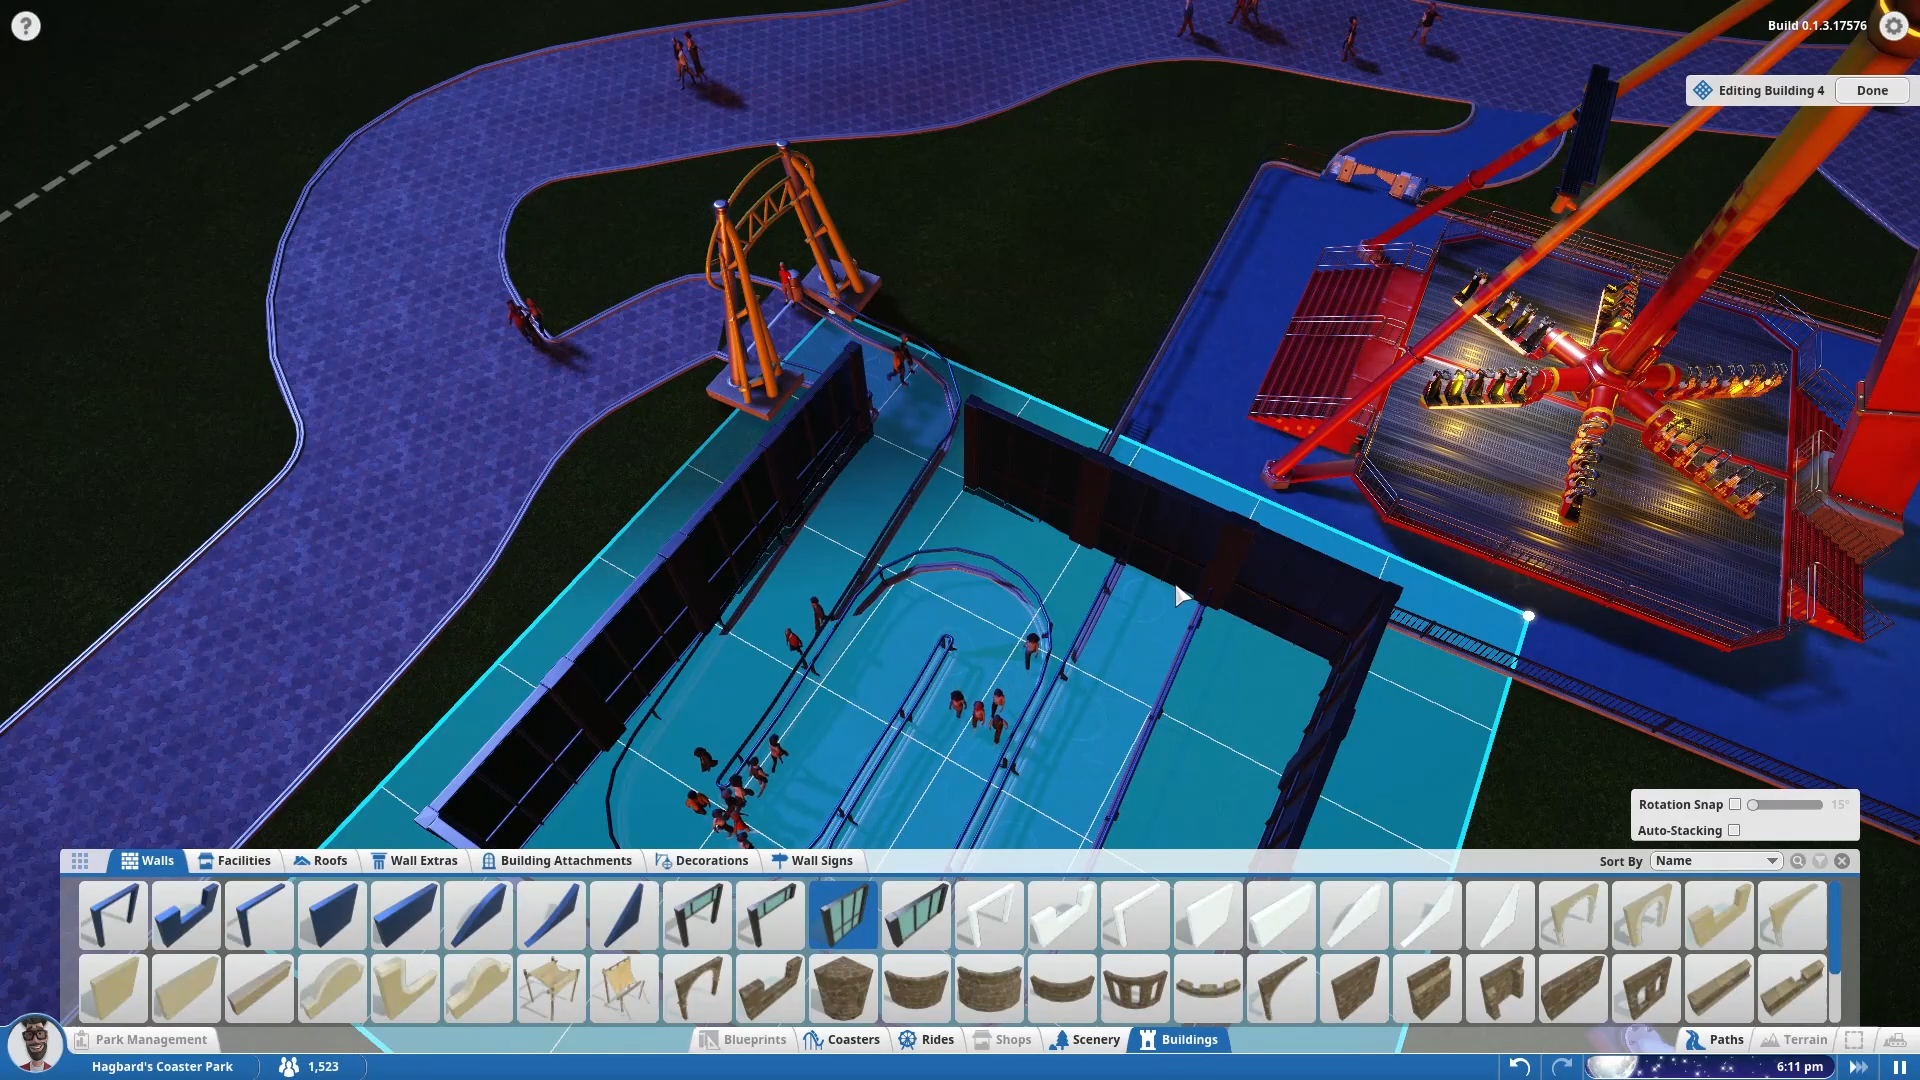 ?
Build 0.1.3.17576
Editing Building 4
Done
Rotation Snap
15°
Auto-Stacking
Walls
Facilities
Roofs
Wall Extras
Building Attachments
Decorations
Wall Signs
Sort By
Name
Park Management
Blueprints
Coasters
Rides
Shops
Scenery
Buildings
Paths
Terrain
Hagbard's Coaster Park
1,523
6:11 pm